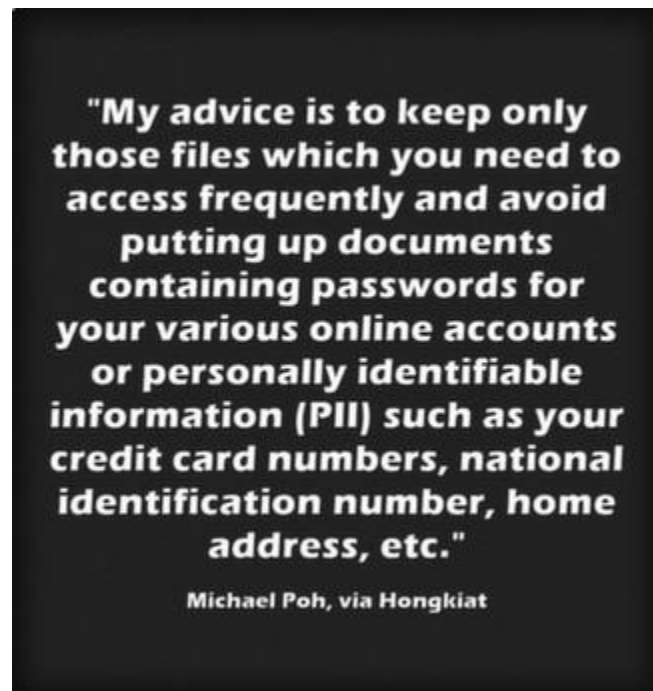 "My advice is to keep only
those files which you need to
access frequently and avoid
putting up documents
containing passwords for
your various online accounts
or personally identifiable
information (PII) such as your
credit card numbers, national
identification number, home
address, etc."
Michael Poh, via Hongkiat